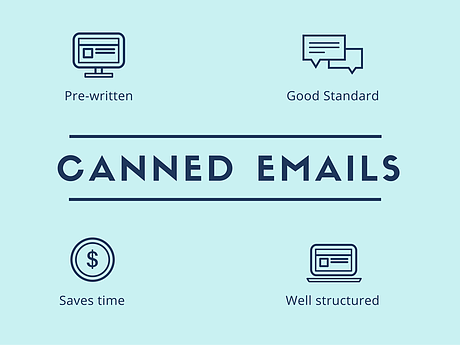 Pre-written
Good Standard
CANNED EMAILS
$
Saves time
Well structured